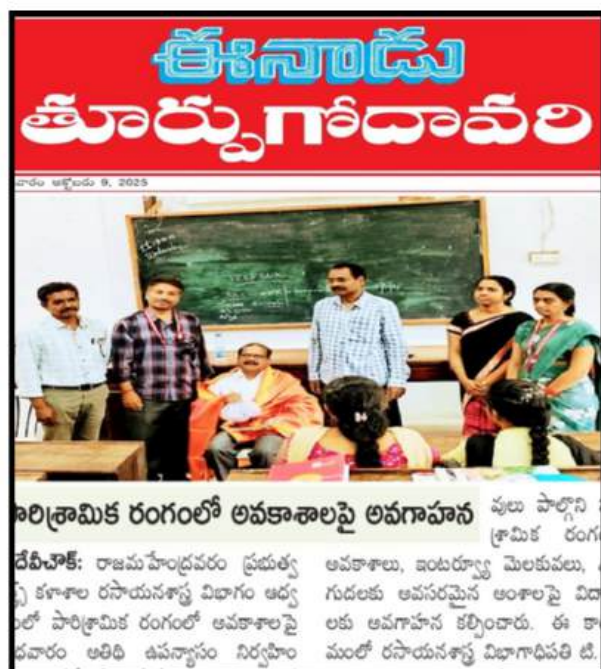 ఈనాడు
తూర్పుగోదావరి
అక్టోబరు 9, 2025
పారిశ్రామిక రంగంలో అవకాశాలపై అవగాహన
దేవీచౌక్: రాజమహేంద్రవరం ప్రభుత్వ
కళాశాల రసాయనశాస్త్ర విభాగం ఆధ్వ
లో పారిశ్రామిక రంగంలో అవకాశాలపై
ధవారం అతిథి ఉపన్యాసం నిర్వహిం
వులు పాల్గొని
శ్రామిక రంగ
అవకాశాలు, ఇంటర్వ్యూ మెలకువలు,
గుదలకు అవసరమైన అంశాలపై విద్యా
లకు అవగాహన కల్పించారు. ఈ కా
మంలో రసాయనశాస్త్ర విభాగాధిపతి టి.